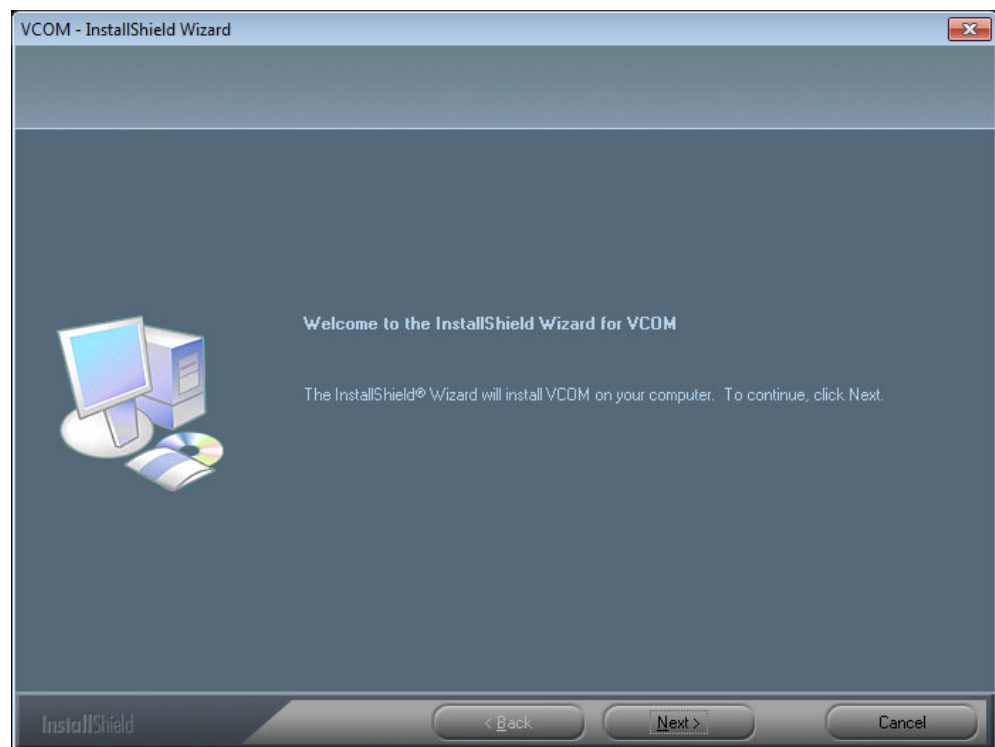 VCOM - InstallShield Wizard
Welcome to the InstallShield Wizard for VCOM
The InstallShield® Wizard will install VCOM on your computer. To continue, click Next.
InstallShield
< Back
Next >
Cancel